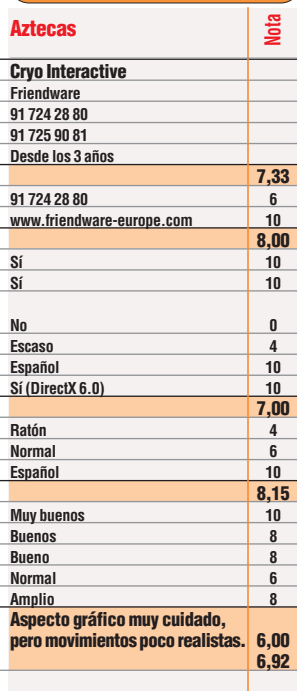 Aztecas Nota
Cryo Interactive
Friendware
91 724 28 80
91 725 90 81
Desde los 3 años
7,33
91 724 28 80 6
www.friendware-europe.com 10
8,00
Sí 10
Sí 10
No 0
Escaso 4
Español 10
Sí (DirectX 6.0) 10
7,00
Ratón 4
Normal 6
Español 10
8,15
Muy buenos 10
Buenos 8
Bueno 8
Normal 6
Amplio 8
Aspecto gráfico muy cuidado,
pero movimientos poco realistas. 6,00
6,92